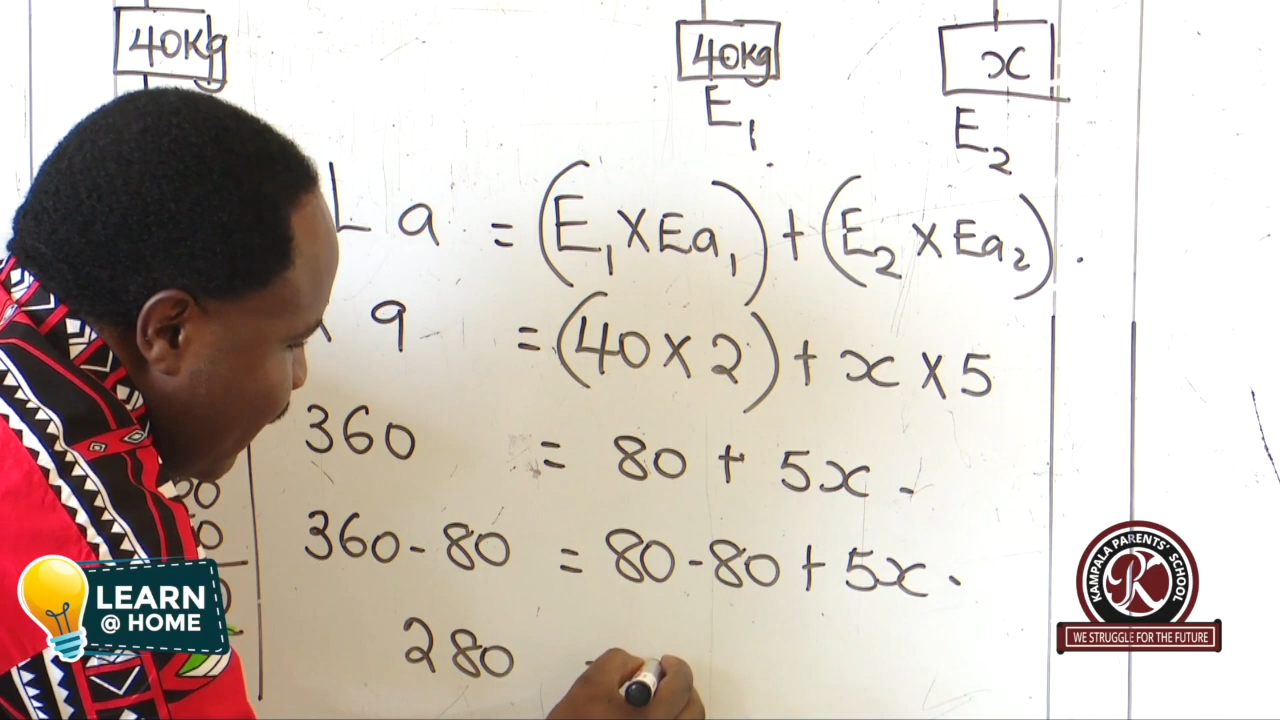 40Kg 40Kg x
E₁ E₂
L a = (E₁ X Ea₁) + (E₂ X Ea₂).
9 = (40 X 2) + x X 5
360 = 80 + 5x.
360 - 80 = 80 - 80 + 5x.
280
LEARN
@ HOME
KAMPALA PARENTS' SCHOOL
K
WE STRUGGLE FOR THE FUTURE